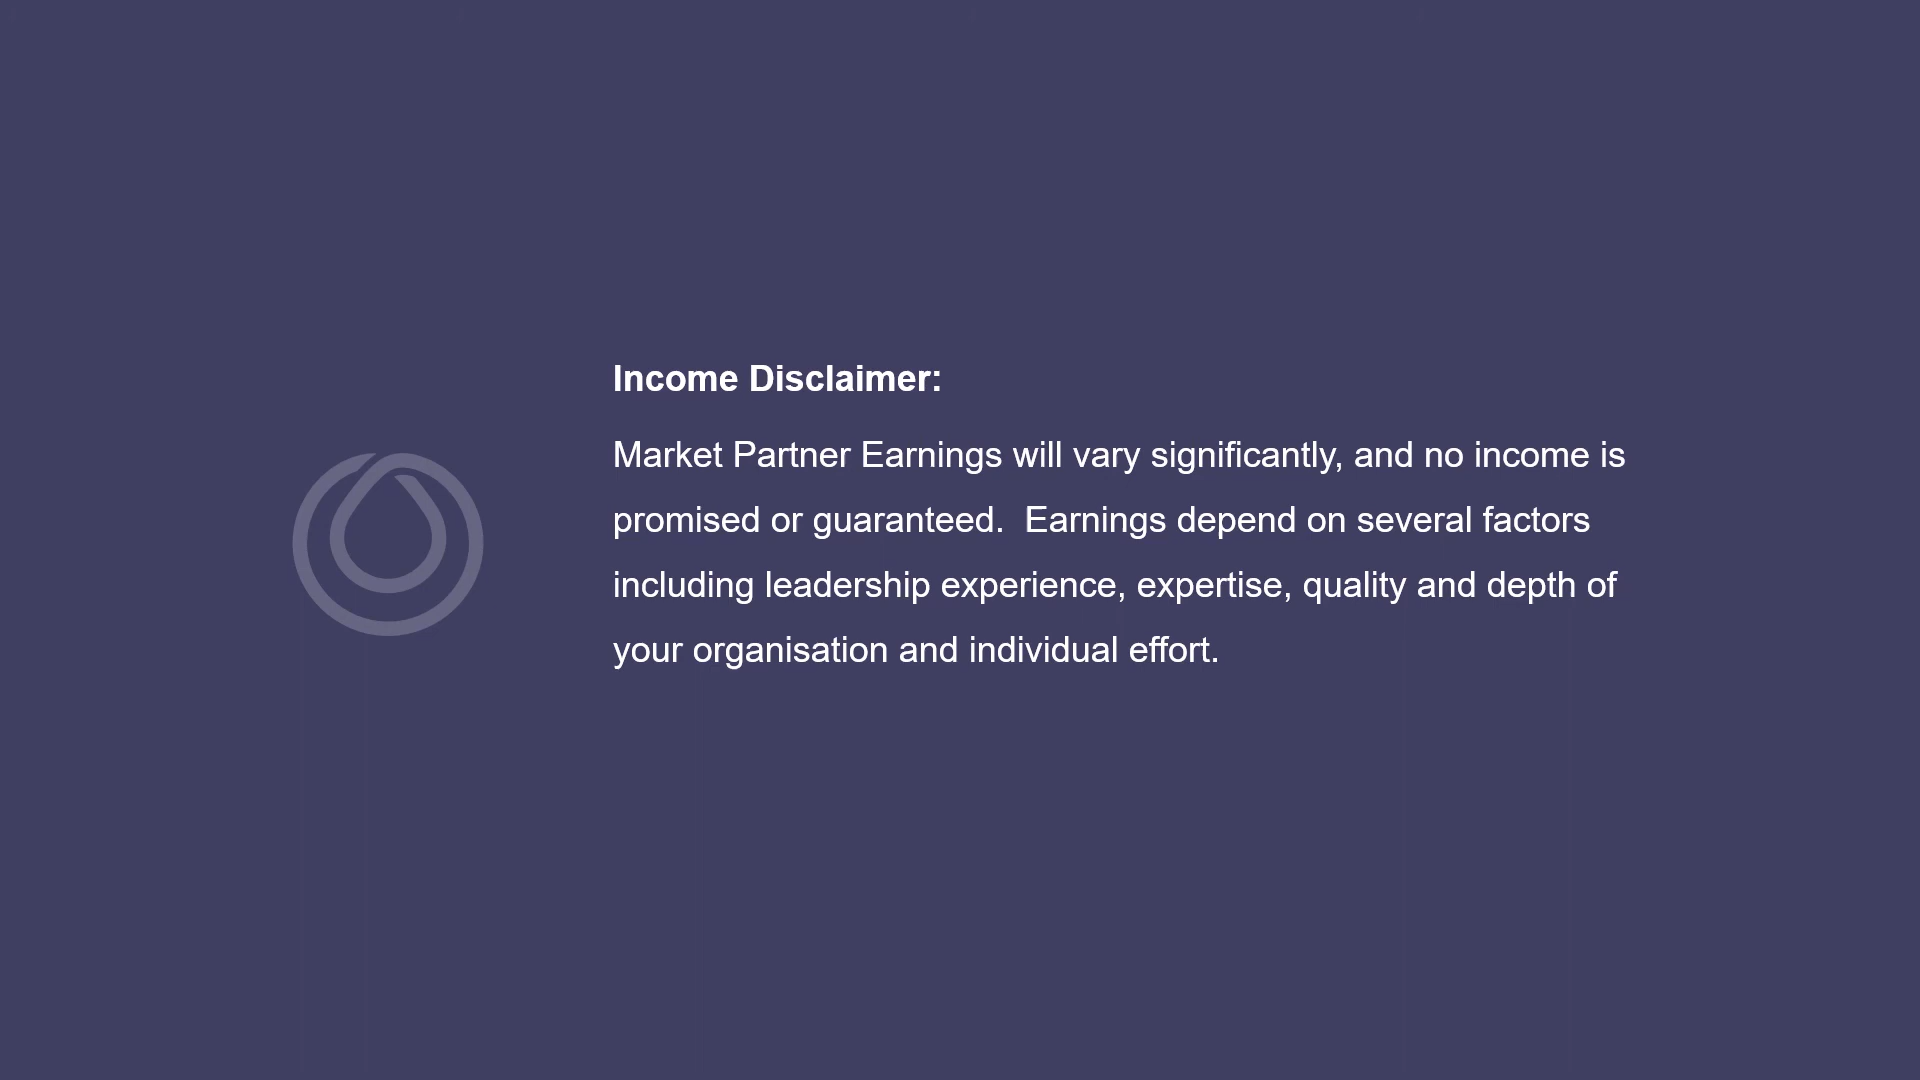 Income Disclaimer:
Market Partner Earnings will vary significantly, and no income is
promised or guaranteed.  Earnings depend on several factors
including leadership experience, expertise, quality and depth of
your organisation and individual effort.